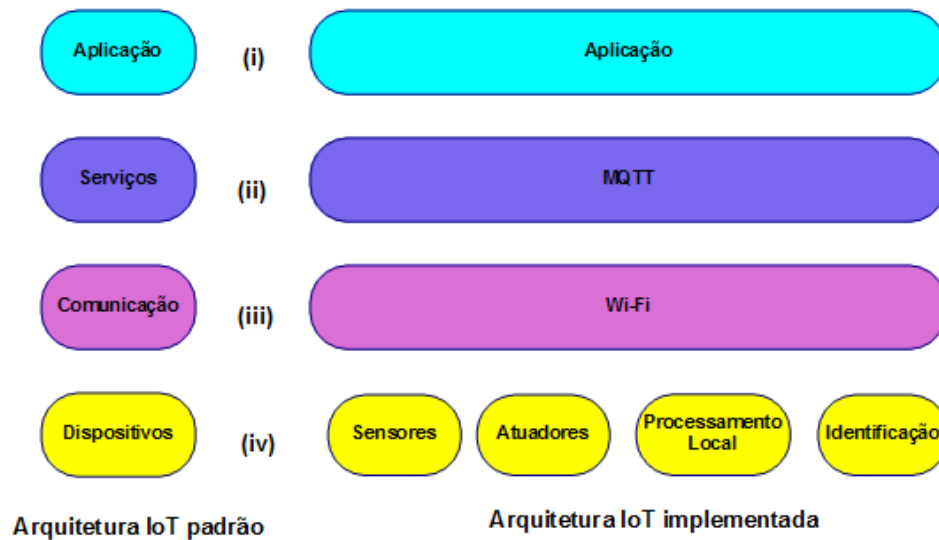 Aplicação (i) Aplicação
Serviços (ii) MQTT
Comunicação (iii) Wi-Fi
Dispositivos (iv) Sensores Atuadores Processamento Local Identificação
Arquitetura IoT padrão Arquitetura IoT implementada